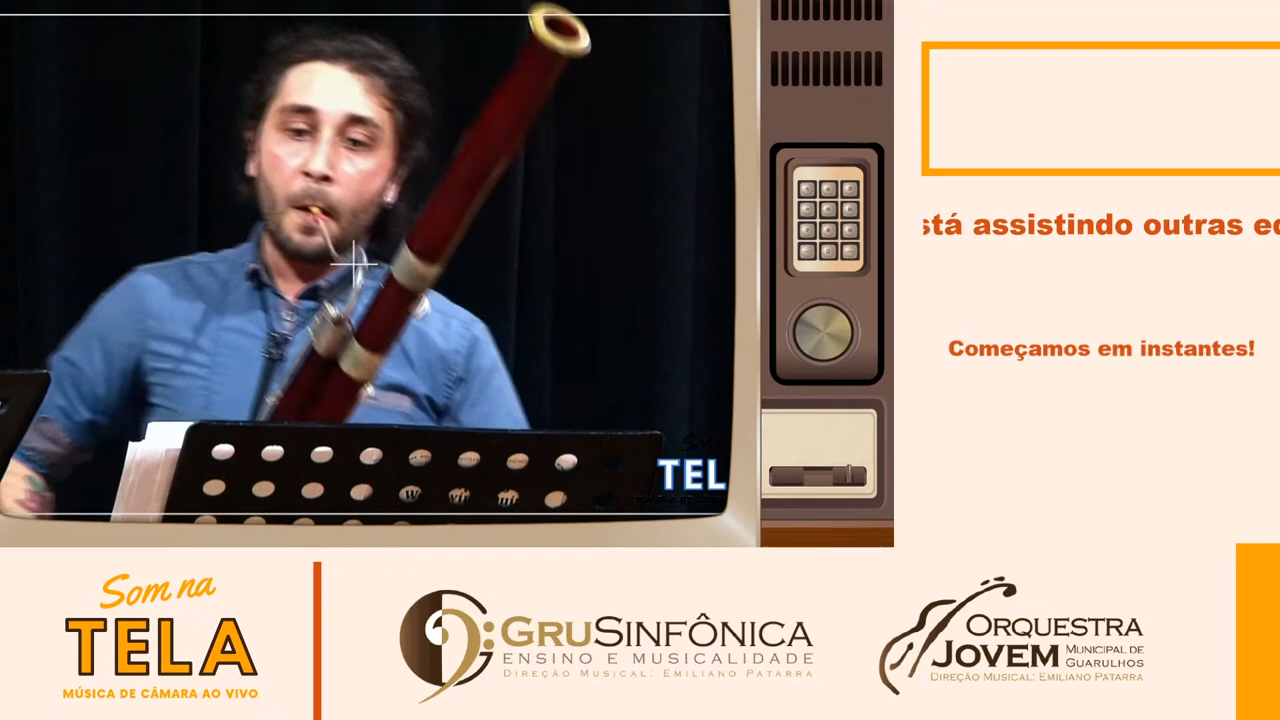 TEL
stá assistindo outras ed
Começamos em instantes!
Som na
TELA
MÚSICA DE CÂMARA AO VIVO
GRUSINFÔNICA
ENSINO E MUSICALIDADE
DIREÇÃO MUSICAL: EMILIANO PATARRA
ORQUESTRA
JOVEM MUNICIPAL DE
GUARULHOS
DIREÇÃO MUSICAL: EMILIANO PATARRA